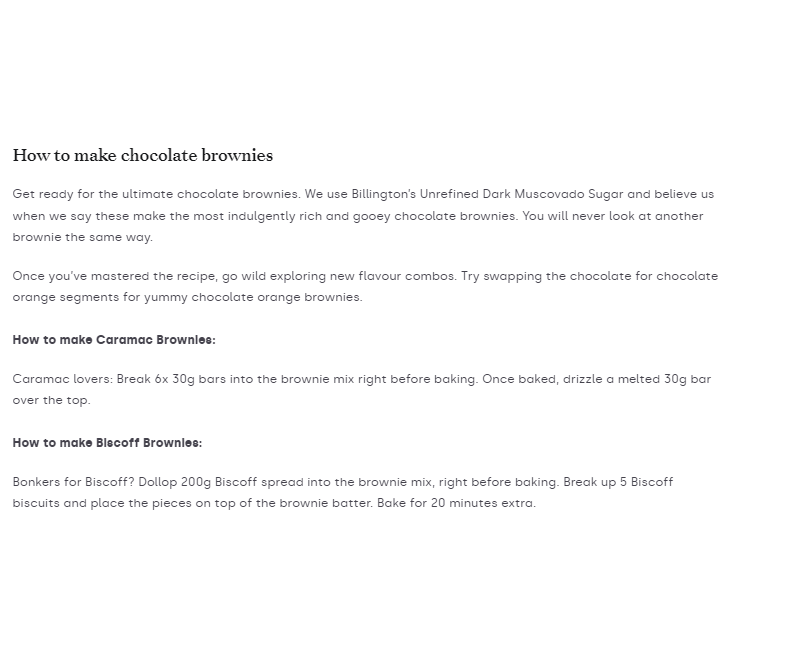 How to make chocolate brownies
Get ready for the ultimate chocolate brownies. We use Billington's Unrefined Dark Muscovado Sugar and believe us
when we say these make the most indulgently rich and gooey chocolate brownies. You will never look at another
brownie the same way.
Once you've mastered the recipe, go wild exploring new flavour combos. Try swapping the chocolate for chocolate
orange segments for yummy chocolate orange brownies.
How to make Caramac Brownies:
Caramac lovers: Break 6x 30g bars into the brownie mix right before baking. Once baked, drizzle a melted 30g bar
over the top.
How to make Biscoff Brownies:
Bonkers for Biscoff? Dollop 200g Biscoff spread into the brownie mix, right before baking. Break up 5 Biscoff
biscuits and place the pieces on top of the brownie batter. Bake for 20 minutes extra.